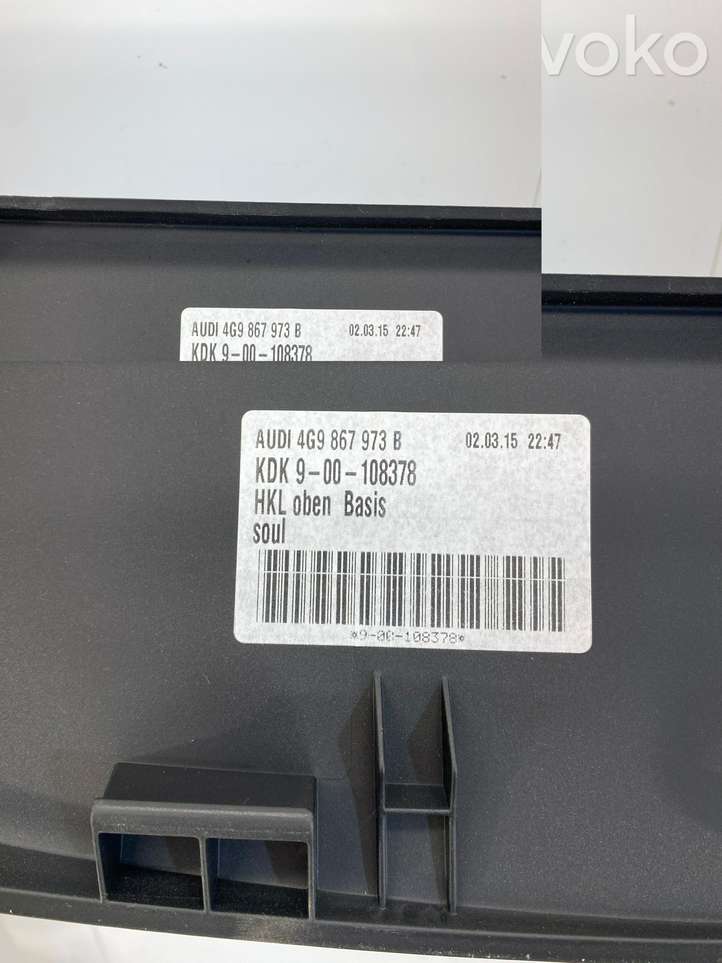 voko
AUDI 4G9 867 973 B 02.03.15 22:47
KDK 9-00-108378
AUDI 4G9 867 973 B 02.03.15 22:47
KDK 9-00-108378
HKL oben Basis
soul
*9-00-108378*